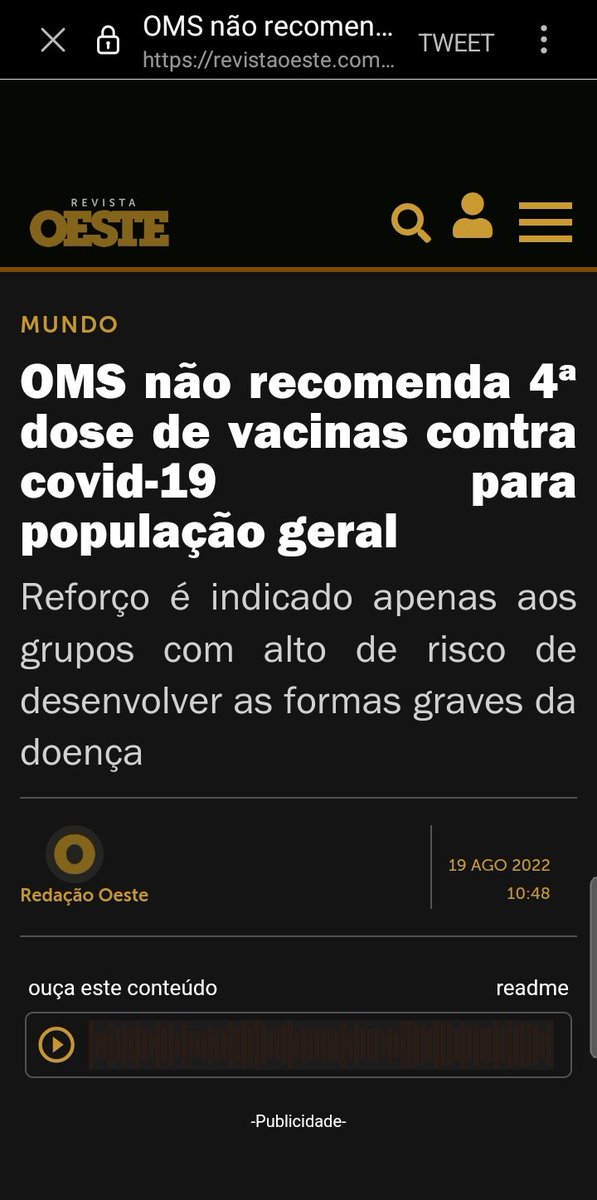 OMS não recomen...
https://revistaoeste.com...
TWEET
REVISTA
OESTE
MUNDO
OMS não recomenda 4ª
dose de vacinas contra
covid-19 para
população geral
Reforço é indicado apenas aos
grupos com alto de risco de
desenvolver as formas graves da
doença
Redação Oeste
19 AGO 2022
10:48
ouça este conteúdo
readme
-Publicidade-